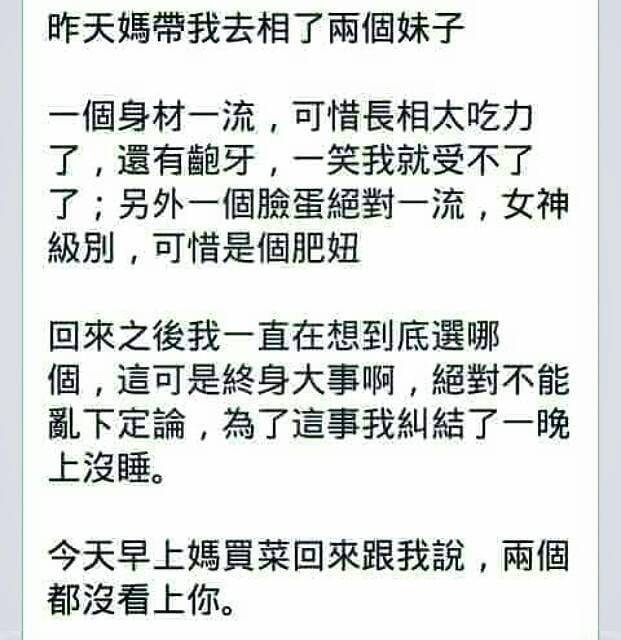 昨天媽帶我去相了兩個妹子
一個身材一流，可惜長相太吃力
了，還有齙牙，一笑我就受不了
了；另外一個臉蛋絕對一流，女神
級別，可惜是個肥妞
回來之後我一直在想到底選哪
個，這可是終身大事啊，絕對不能
亂下定論，為了這事我糾結了一晚
上沒睡。
今天早上媽買菜回來跟我說，兩個
都沒看上你。